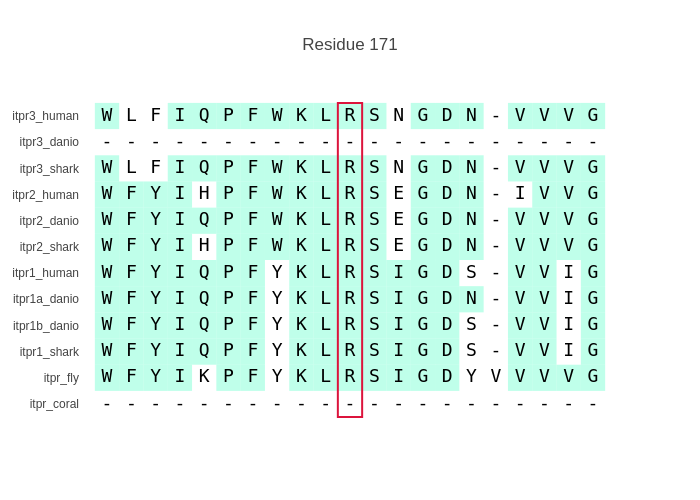 Residue 171
itpr3_human W L F I Q P F W K L R S N G D N - V V V G
itpr3_danio - - - - - - - - - - - - - - - - - - - - -
itpr3_shark W L F I Q P F W K L R S N G D N - V V V G
itpr2_human W F Y I H P F W K L R S E G D N - I V V G
itpr2_danio W F Y I Q P F W K L R S E G D N - V V V G
itpr2_shark W F Y I H P F W K L R S E G D N - V V V G
itpr1_human W F Y I Q P F Y K L R S I G D S - V V I G
itpr1a_danio W F Y I Q P F Y K L R S I G D N - V V I G
itpr1b_danio W F Y I Q P F Y K L R S I G D S - V V I G
itpr1_shark W F Y I Q P F Y K L R S I G D S - V V I G
itpr_fly W F Y I K P F Y K L R S I G D Y V V V V G
itpr_coral - - - - - - - - - - - - - - - - - - - - -